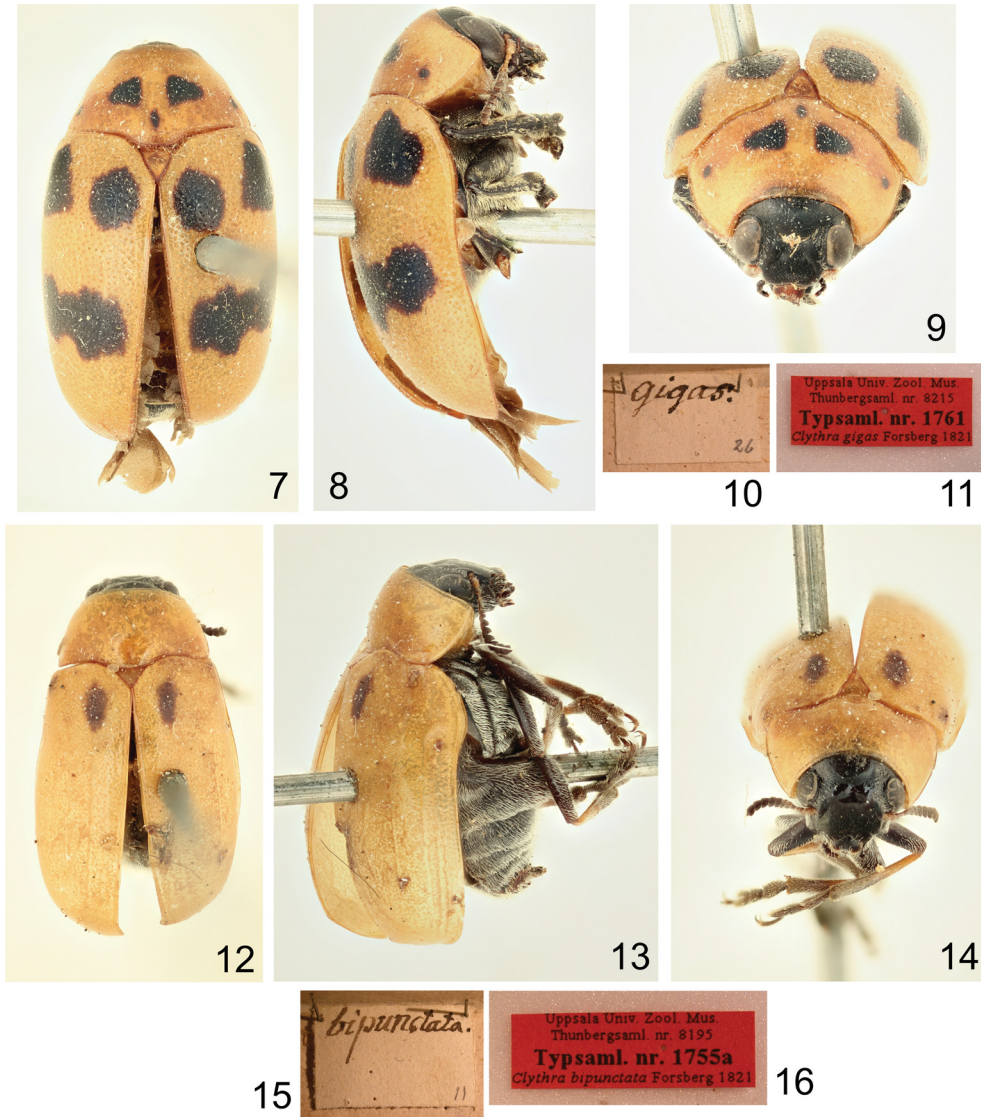 7
8
9
gigas.
26
10
Uppsala Univ. Zool. Mus.
Thunbergsaml. nr. 8215
Typsaml. nr. 1761
Clythra gigas Forsberg 1821
11
12
13
14
bipunctata.
11
15
Uppsala Univ. Zool. Mus.
Thunbergsaml. nr. 8195
Typsaml. nr. 1755a
Clythra bipunctata Forsberg 1821
16